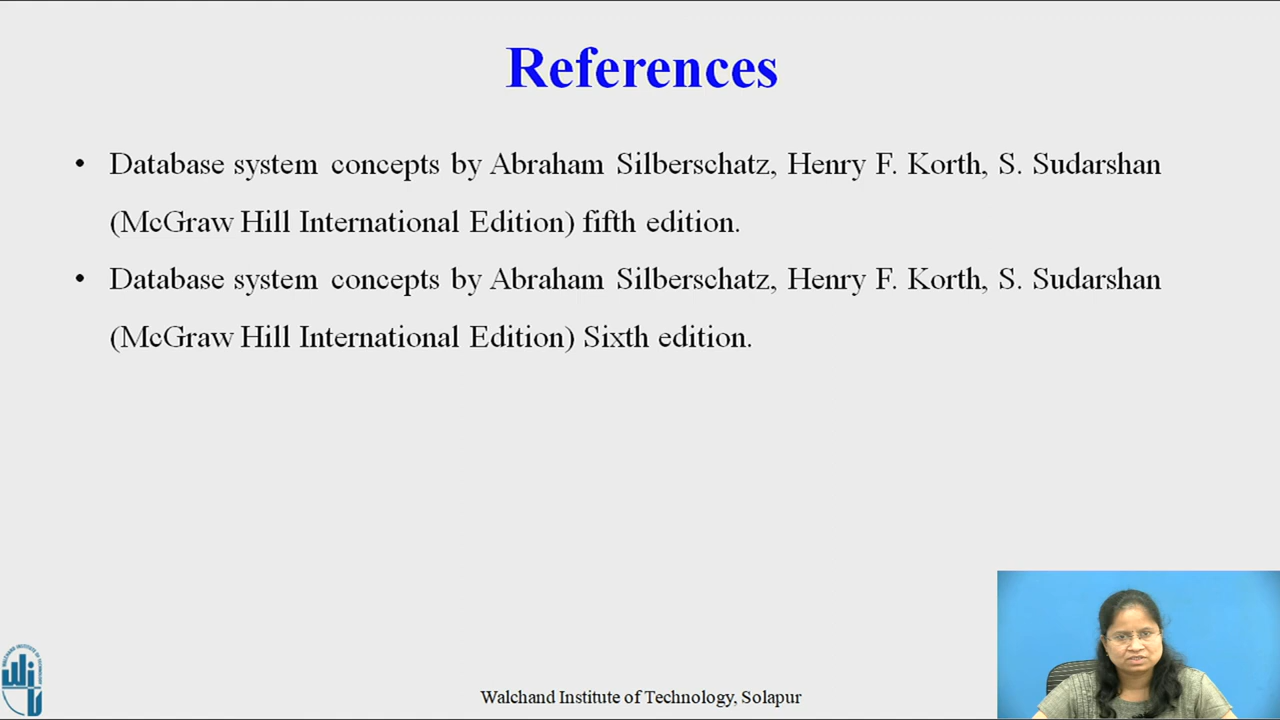 References
• Database system concepts by Abraham Silberschatz, Henry F. Korth, S. Sudarshan
(McGraw Hill International Edition) fifth edition.
• Database system concepts by Abraham Silberschatz, Henry F. Korth, S. Sudarshan
(McGraw Hill International Edition) Sixth edition.
Walchand Institute of Technology, Solapur